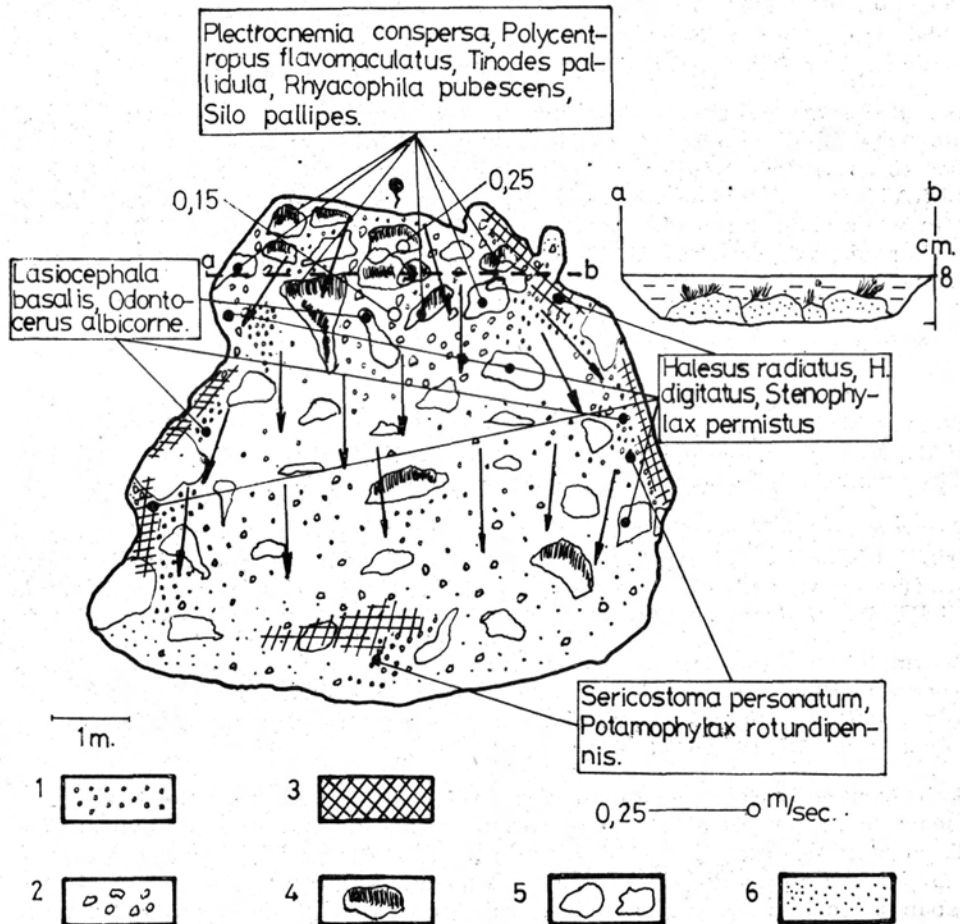 Plectrocnemia conspersa, Polycent-
ropus flavomaculatus, Tinodes pal-
lidula, Rhyacophila pubescens,
Silo pallipes.
0,15
0,25
a
b
a
b
cm.
8
Lasiocephala
basalis, Odonto-
cerus albicorne.
Halesus radiatus, H.
digitatus, Stenophy-
lax permistus
Sericostoma personatum,
Potamophylax rotundipen-
nis.
1m.
0,25 m/sec.
1
3
2
4
5
6